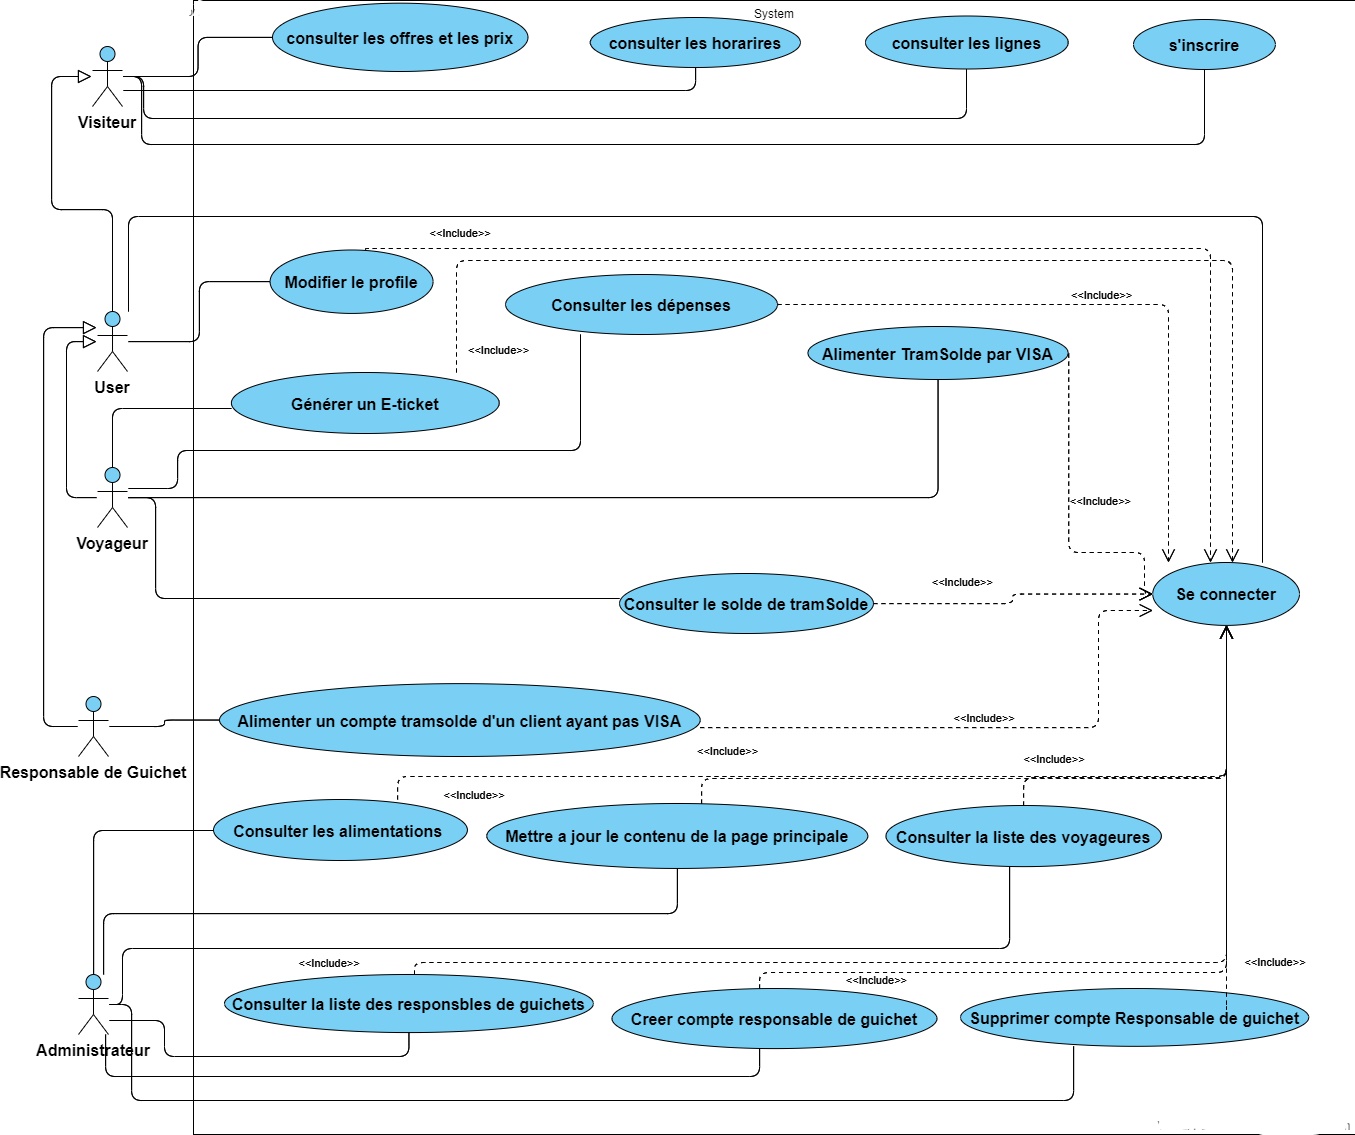 System
consulter les offres et les prix
consulter les horarires
consulter les lignes
s'inscrire
Visiteur
<<Include>>
Modifier le profile
Consulter les dépenses
<<Include>>
<<Include>>
Alimenter TramSolde par VISA
User
Générer un E-ticket
<<Include>>
Voyageur
<<Include>>
Consulter le solde de tramSolde
Se connecter
<<Include>>
Alimenter un compte tramsolde d'un client ayant pas VISA
<<Include>>
<<Include>>
Responsable de Guichet
<<Include>>
Consulter les alimentations
Mettre a jour le contenu de la page principale
Consulter la liste des voyageures
<<Include>>
<<Include>>
<<Include>>
Consulter la liste des responsbles de guichets
Creer compte responsable de guichet
Supprimer compte Responsable de guichet
Administrateur